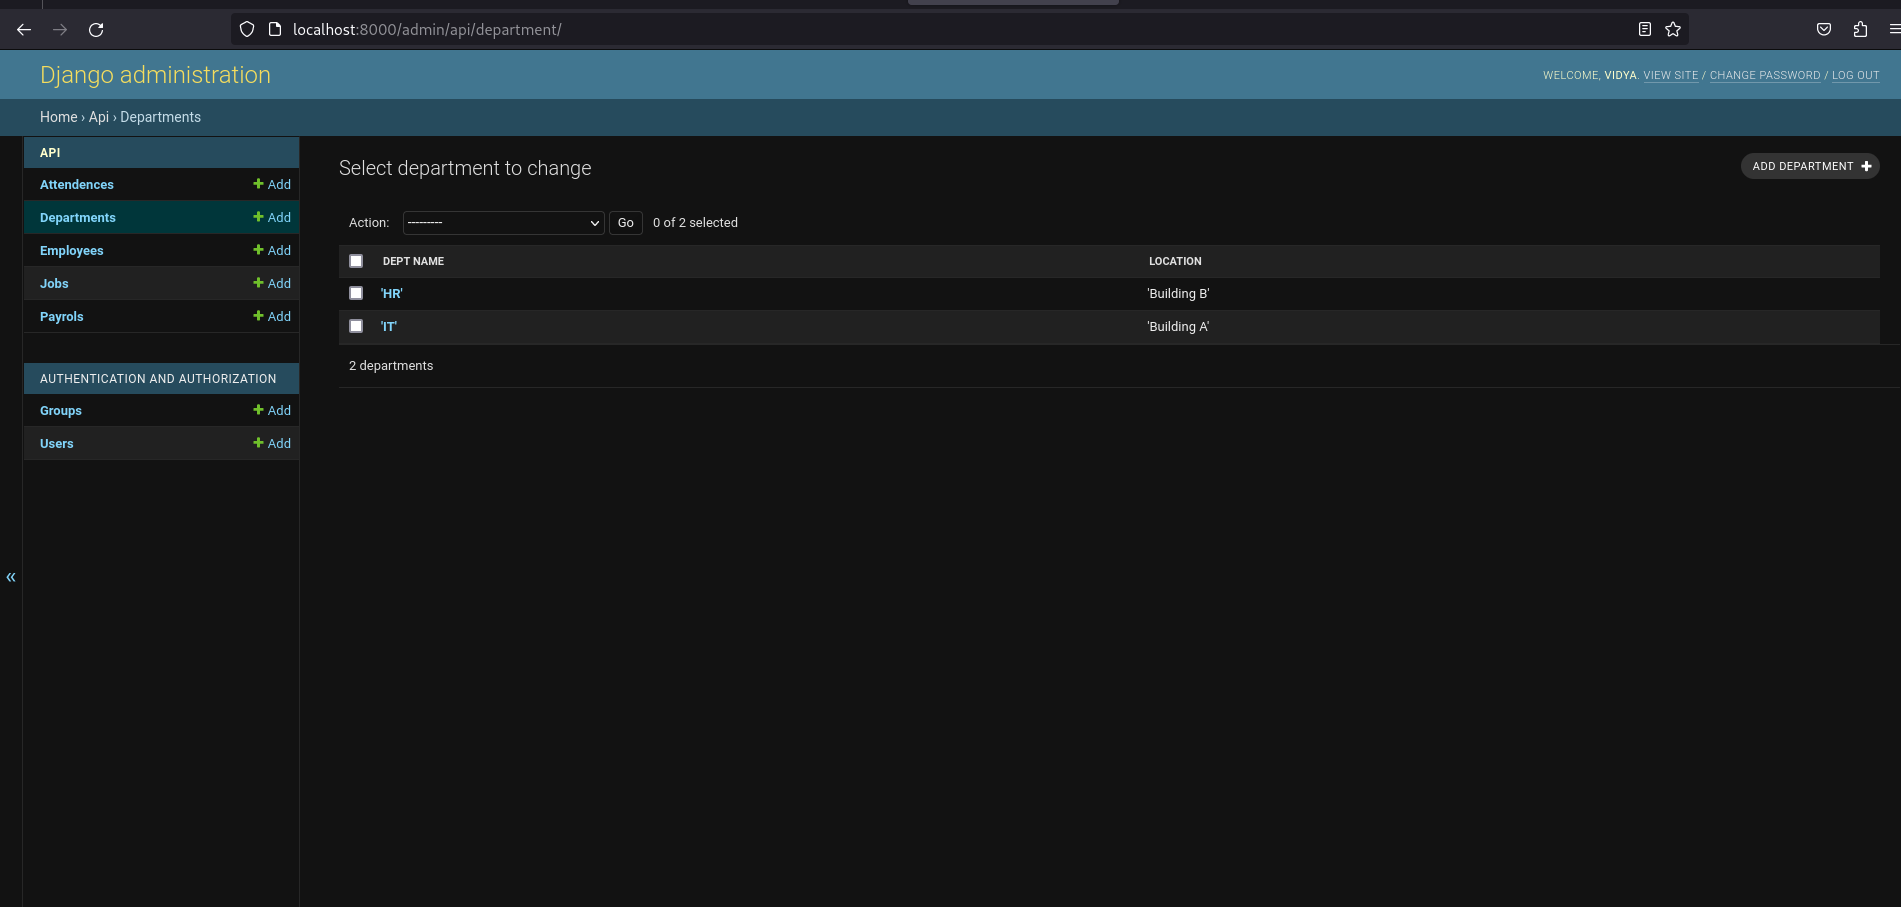 localhost:8000/admin/api/department/
Django administration
WELCOME, VIDYA. VIEW SITE / CHANGE PASSWORD / LOG OUT
Home › Api › Departments
API
Attendences + Add
Departments + Add
Employees + Add
Jobs + Add
Payrols + Add
AUTHENTICATION AND AUTHORIZATION
Groups + Add
Users + Add
«
Select department to change
ADD DEPARTMENT +
Action: --------- Go 0 of 2 selected
DEPT NAME LOCATION
'HR' 'Building B'
'IT' 'Building A'
2 departments